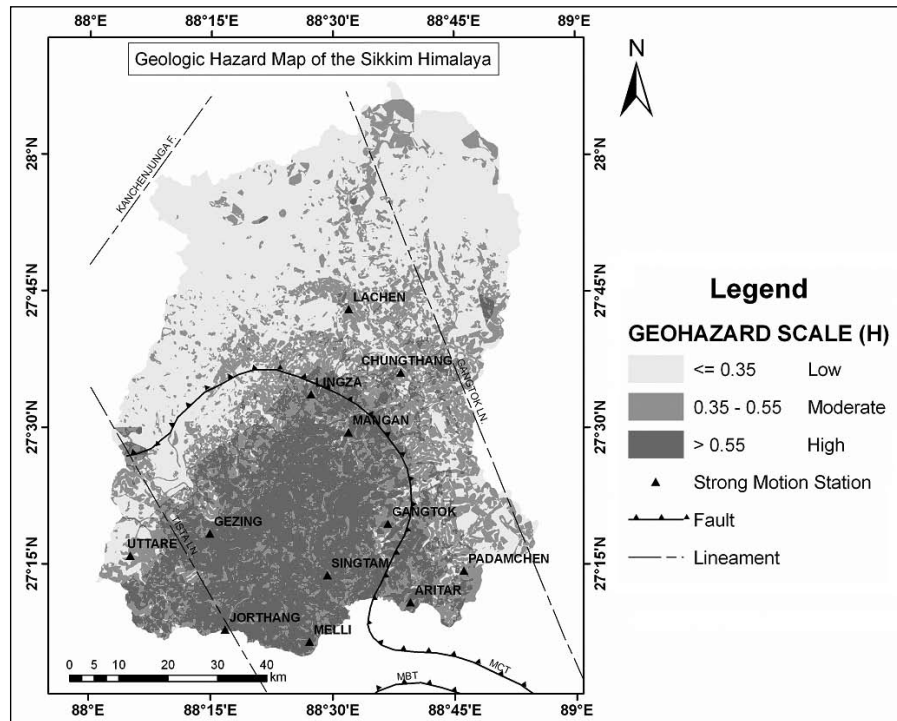 88°E 88°15'E 88°30'E 88°45'E 89°E
Geologic Hazard Map of the Sikkim Himalaya
N
KANCHENJUNGA F.
28°N
28°N
27°45'N
27°45'N
LACHEN
CHUNGTHANG
GANGTOK LN.
LINGZA
27°30'N
27°30'N
MANGAN
GANGTOK
GEZING
TISTA LN.
UTTARE
PADAMCHEN
27°15'N
27°15'N
SINGTAM
ARITAR
JORTHANG
MELLI
MCT
MBT
0 5 10 20 30 40
km
88°E 88°15'E 88°30'E 88°45'E 89°E
Legend
GEOHAZARD SCALE (H)
<= 0.35 Low
0.35 - 0.55 Moderate
> 0.55 High
Strong Motion Station
Fault
Lineament